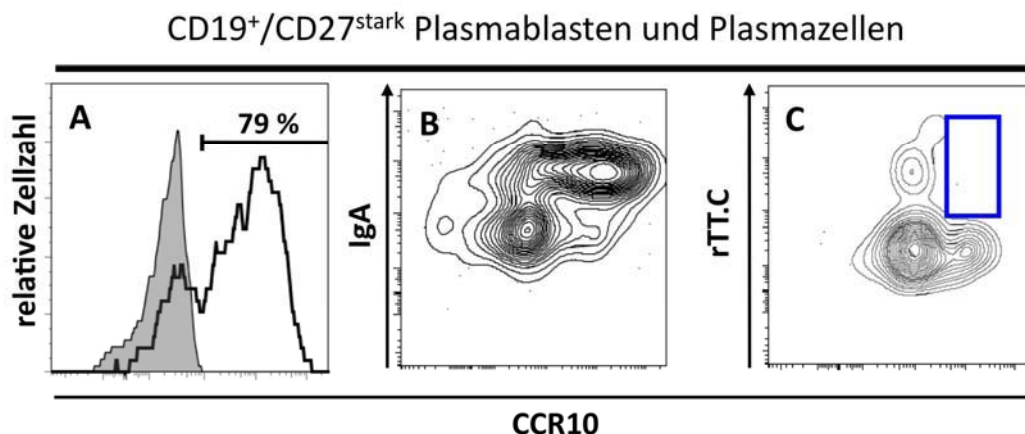 CD19⁺/CD27ˢᵗᵃʳᵏ Plasmablasten und Plasmazellen
A
79 %
relative Zellzahl
B
IgA
C
rTT.C
CCR10